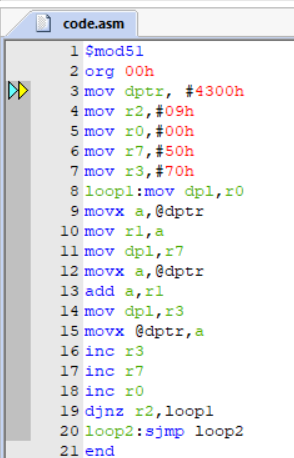 code.asm
1 $mod51
2 org 00h
3 mov dptr, #4300h
4 mov r2,#09h
5 mov r0,#00h
6 mov r7,#50h
7 mov r3,#70h
8 loop1:mov dpl,r0
9 movx a,@dptr
10 mov r1,a
11 mov dpl,r7
12 movx a,@dptr
13 add a,r1
14 mov dpl,r3
15 movx @dptr,a
16 inc r3
17 inc r7
18 inc r0
19 djnz r2,loop1
20 loop2:sjmp loop2
21 end